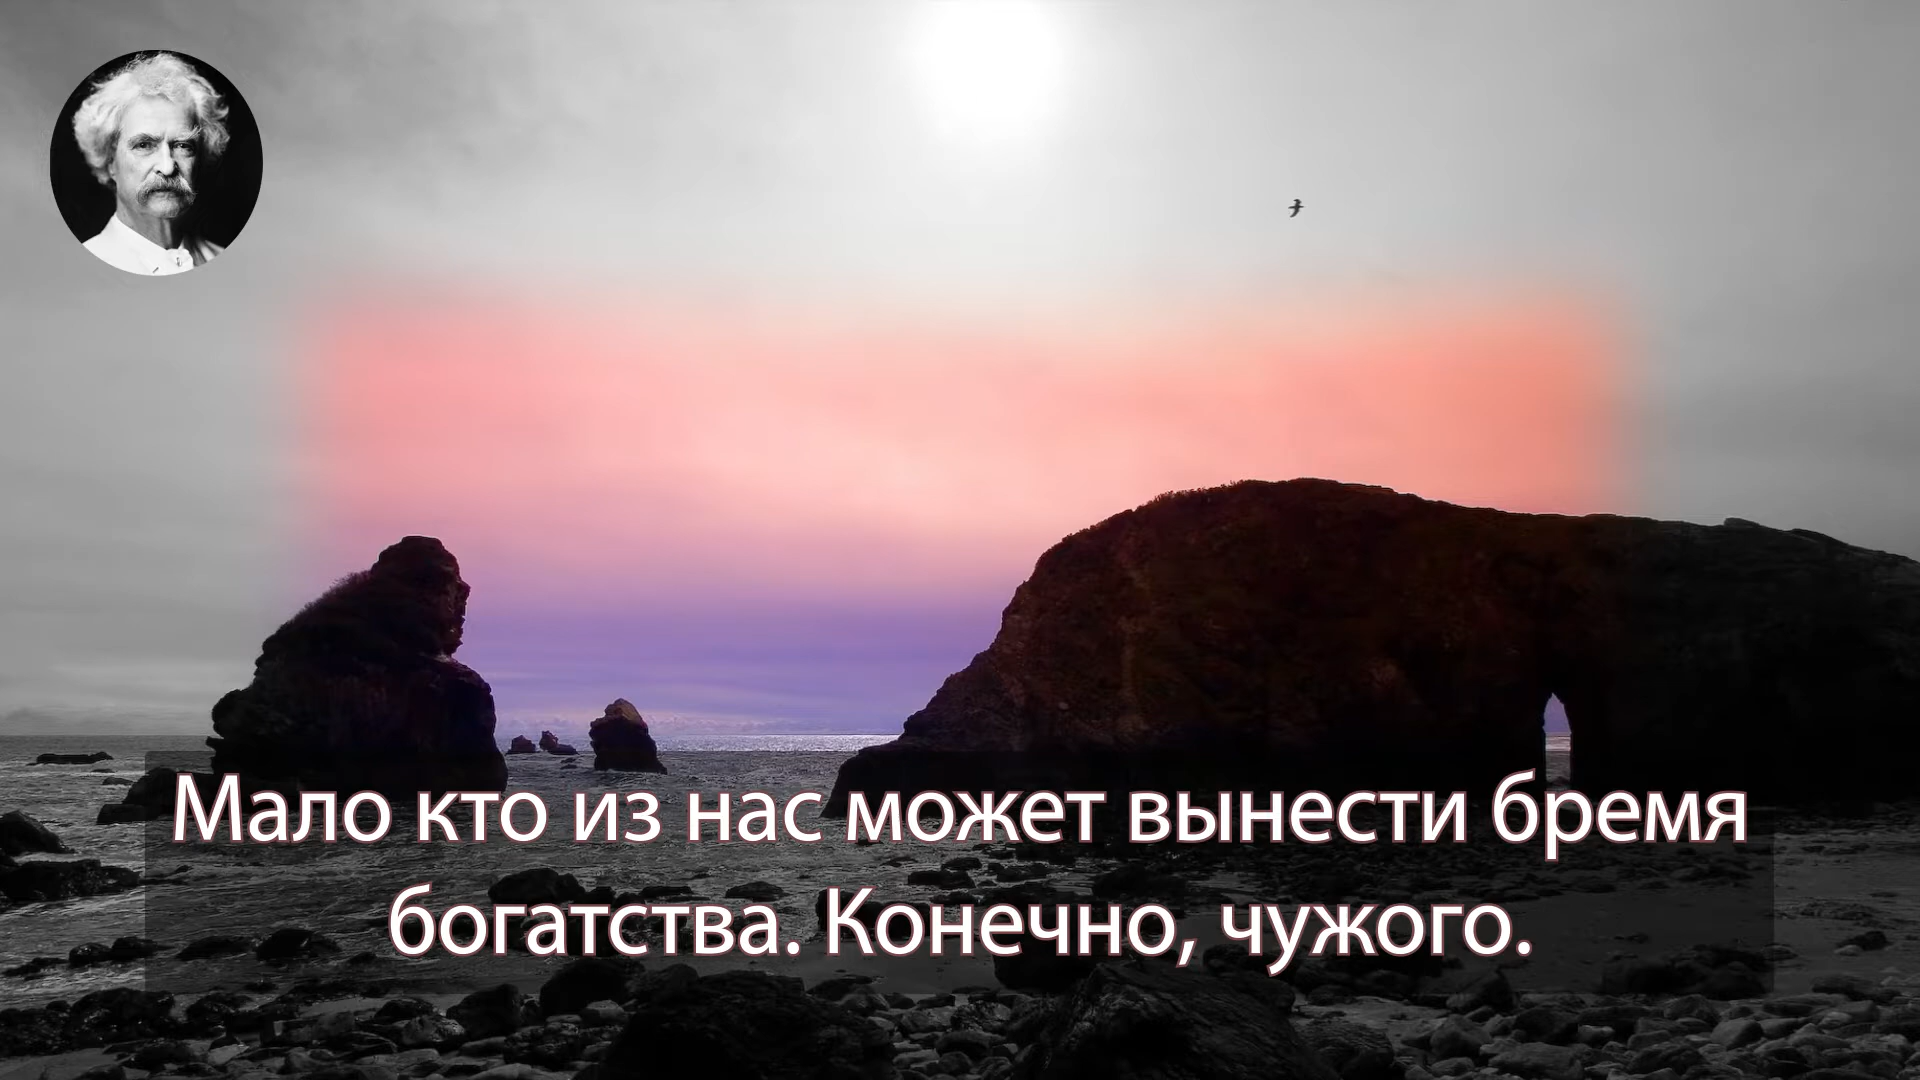 Мало кто из нас может вынести бремя
богатства. Конечно, чужого.